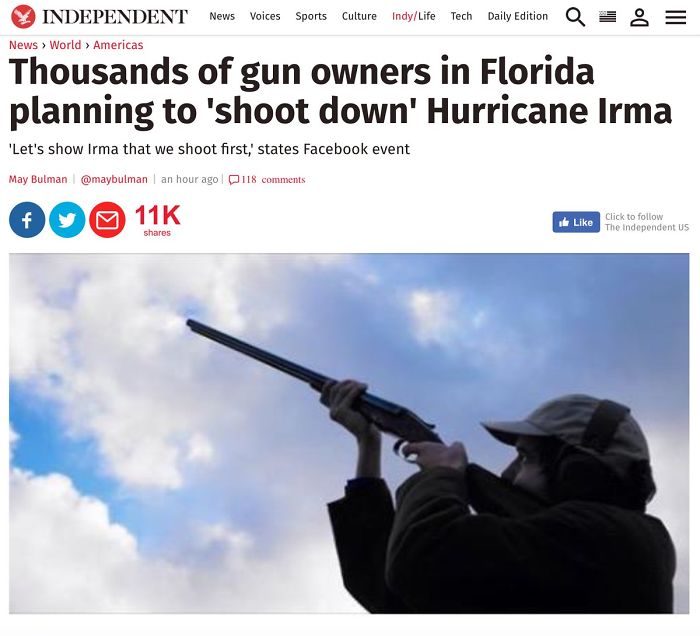 INDEPENDENT News Voices Sports Culture Indy/Life Tech Daily Edition
News › World › Americas
Thousands of gun owners in Florida
planning to 'shoot down' Hurricane Irma
'Let's show Irma that we shoot first,' states Facebook event
May Bulman | @maybulman | an hour ago | 118 comments
11K
shares
Like
Click to follow
The Independent US